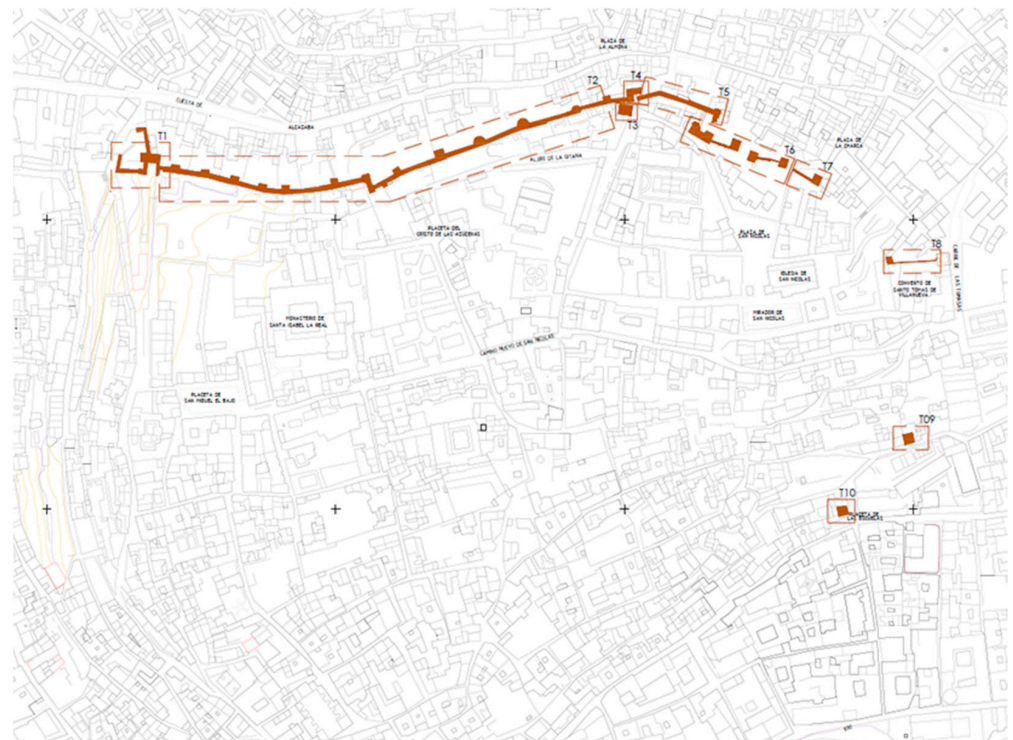 PLAZA DE
LA ALMONA
T2
T4
CUESTA DE
T5
ALCAZABA
T3
T1
PLAZA DE
LA CHARCA
T6
ALJIBE DE LA GITANA
T7
PLACETA DEL
CRISTO DE LAS AZUCENAS
PLAZA DE
SAN NICOLAS
T8
CARRIL DE LAS TOMASAS
IGLESIA DE
SAN NICOLAS
CONVENTO DE
SANTO TOMAS DE
VILLANUEVA
MONASTERIO DE
SANTA ISABEL LA REAL
MIRADOR DE
SAN NICOLAS
CAMINO NUEVO DE SAN NICOLAS
PLACETA DE
SAN MIGUEL EL BAJO
T09
T10
PLACETA DE
LAS ESCUELAS